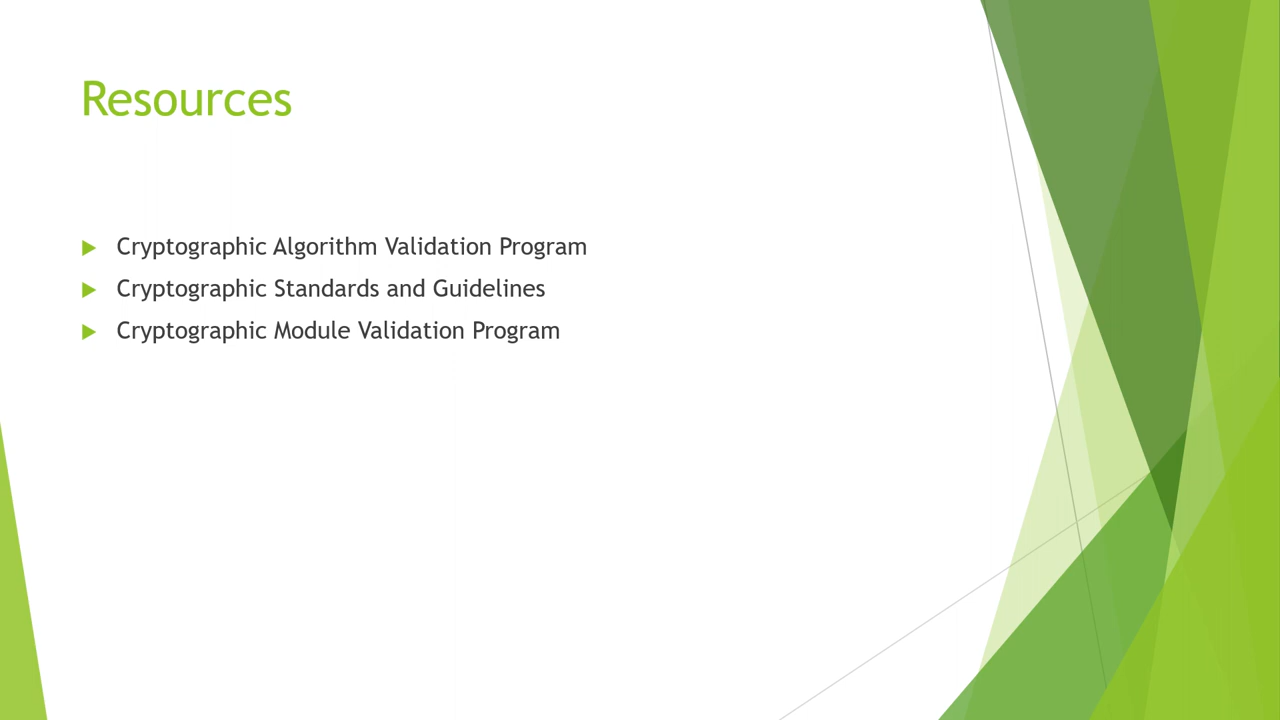 Resources
Cryptographic Algorithm Validation Program
Cryptographic Standards and Guidelines
Cryptographic Module Validation Program